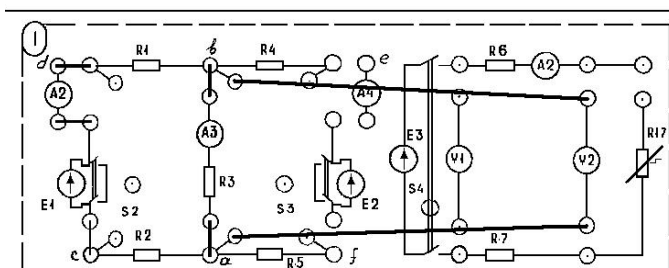 1
R1 b R4
d e R6 A2
A2 A4
A3 E3 V1 V2 R17
E1 S2 R3 S3 E2 S4
c R2 a R5 f R7